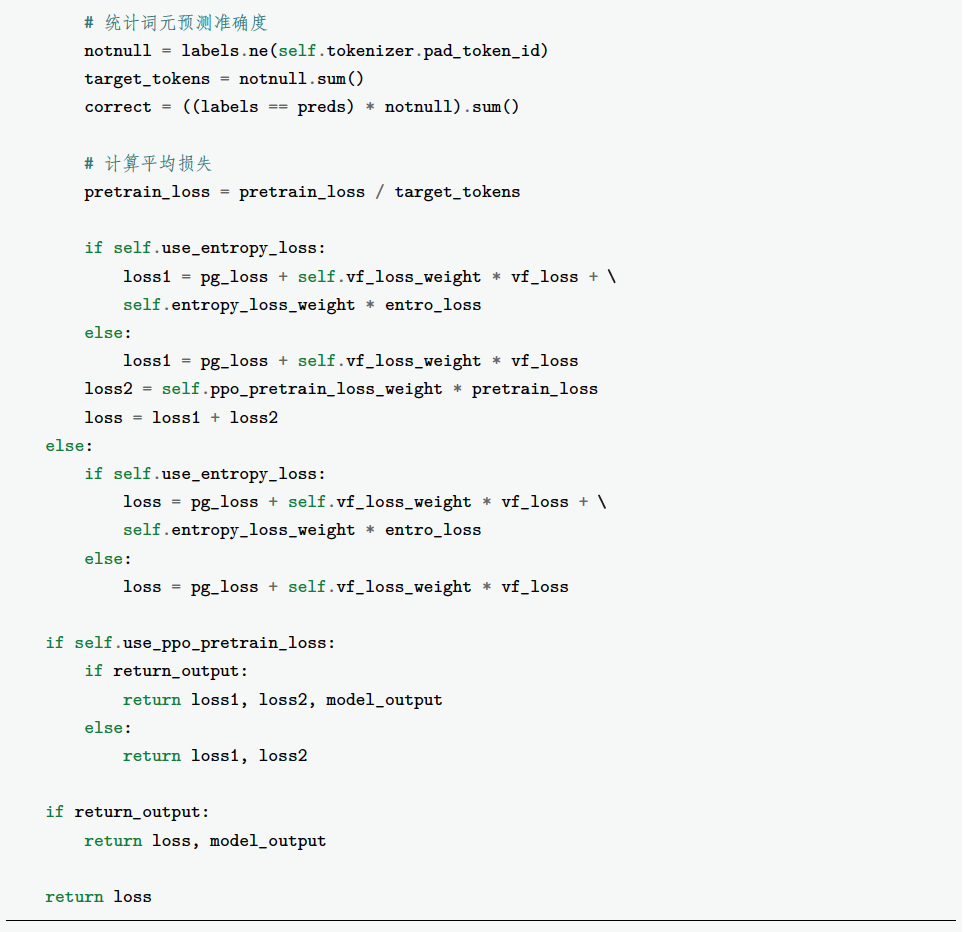 # 统计词元预测准确度
notnull = labels.ne(self.tokenizer.pad_token_id)
target_tokens = notnull.sum()
correct = ((labels == preds) * notnull).sum()
# 计算平均损失
pretrain_loss = pretrain_loss / target_tokens
if self.use_entropy_loss:
loss1 = pg_loss + self.vf_loss_weight * vf_loss + \
self.entropy_loss_weight * entro_loss
else:
loss1 = pg_loss + self.vf_loss_weight * vf_loss
loss2 = self.ppo_pretrain_loss_weight * pretrain_loss
loss = loss1 + loss2
else:
if self.use_entropy_loss:
loss = pg_loss + self.vf_loss_weight * vf_loss + \
self.entropy_loss_weight * entro_loss
else:
loss = pg_loss + self.vf_loss_weight * vf_loss
if self.use_ppo_pretrain_loss:
if return_output:
return loss1, loss2, model_output
else:
return loss1, loss2
if return_output:
return loss, model_output
return loss